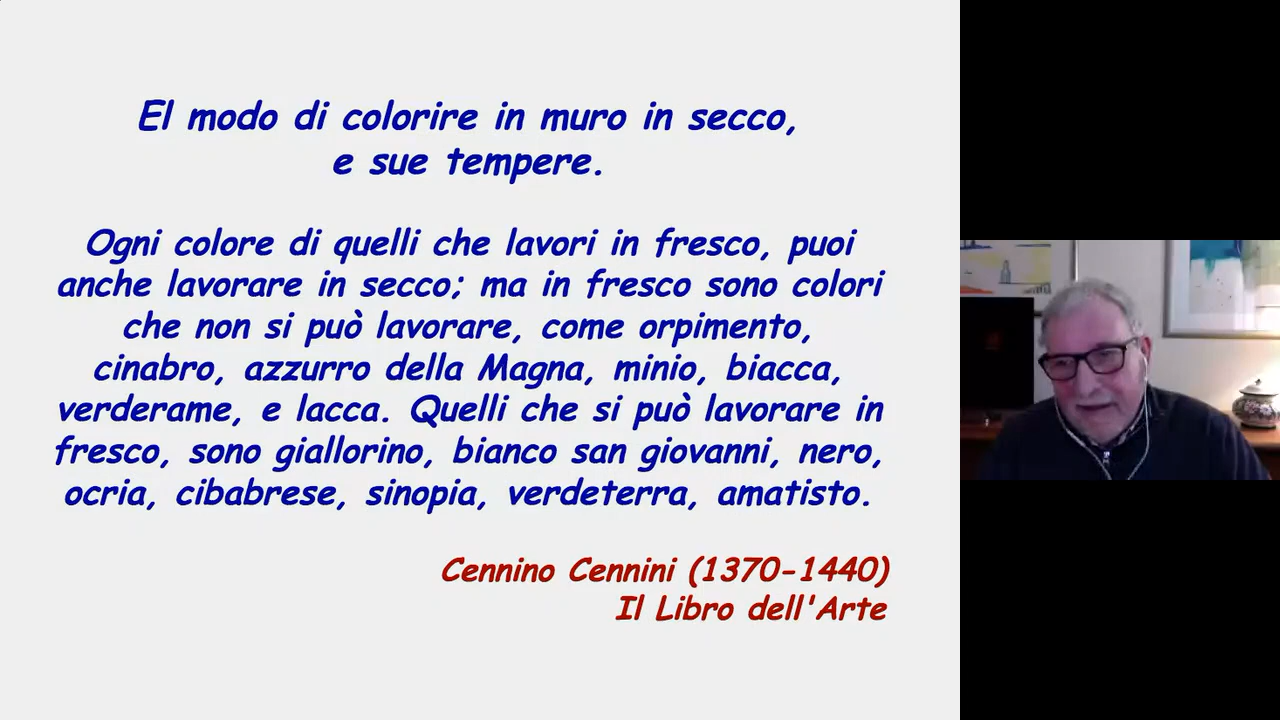 El modo di colorire in muro in secco,
e sue tempere.
Ogni colore di quelli che lavori in fresco, puoi
anche lavorare in secco; ma in fresco sono colori
che non si può lavorare, come orpimento,
cinabro, azzurro della Magna, minio, biacca,
verderame, e lacca. Quelli che si può lavorare in
fresco, sono giallorino, bianco san giovanni, nero,
ocria, cibabrese, sinopia, verdeterra, amatisto.
Cennino Cennini (1370-1440)
Il Libro dell'Arte